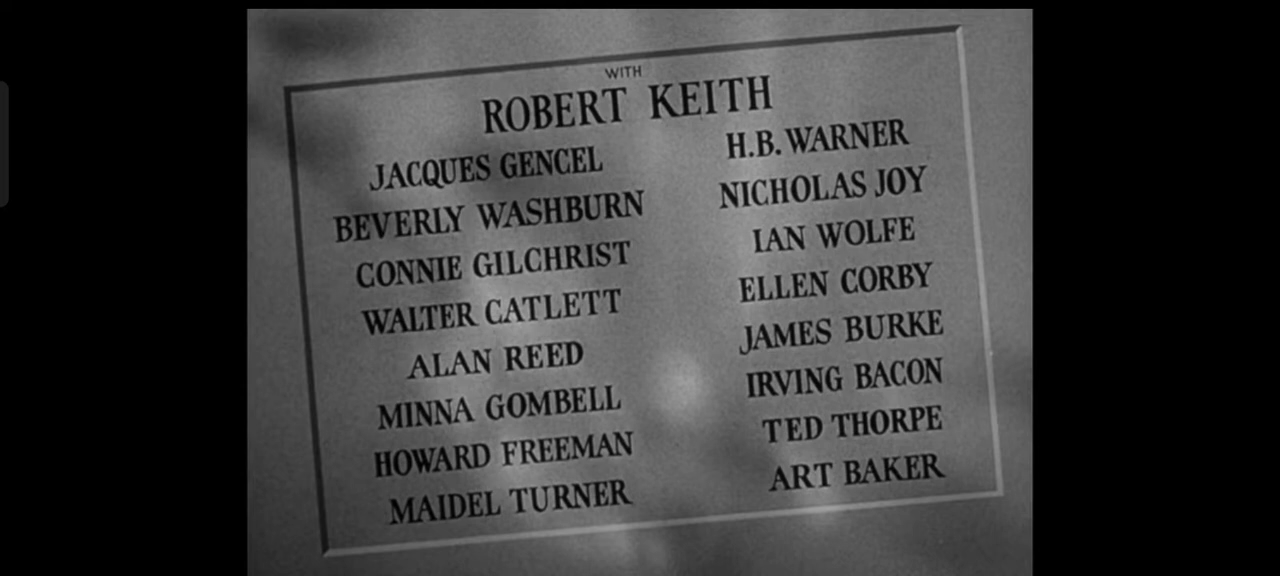 WITH
ROBERT KEITH
JACQUES GENCEL
BEVERLY WASHBURN
CONNIE GILCHRIST
WALTER CATLETT
ALAN REED
MINNA GOMBELL
HOWARD FREEMAN
MAIDEL TURNER
H.B. WARNER
NICHOLAS JOY
IAN WOLFE
ELLEN CORBY
JAMES BURKE
IRVING BACON
TED THORPE
ART BAKER